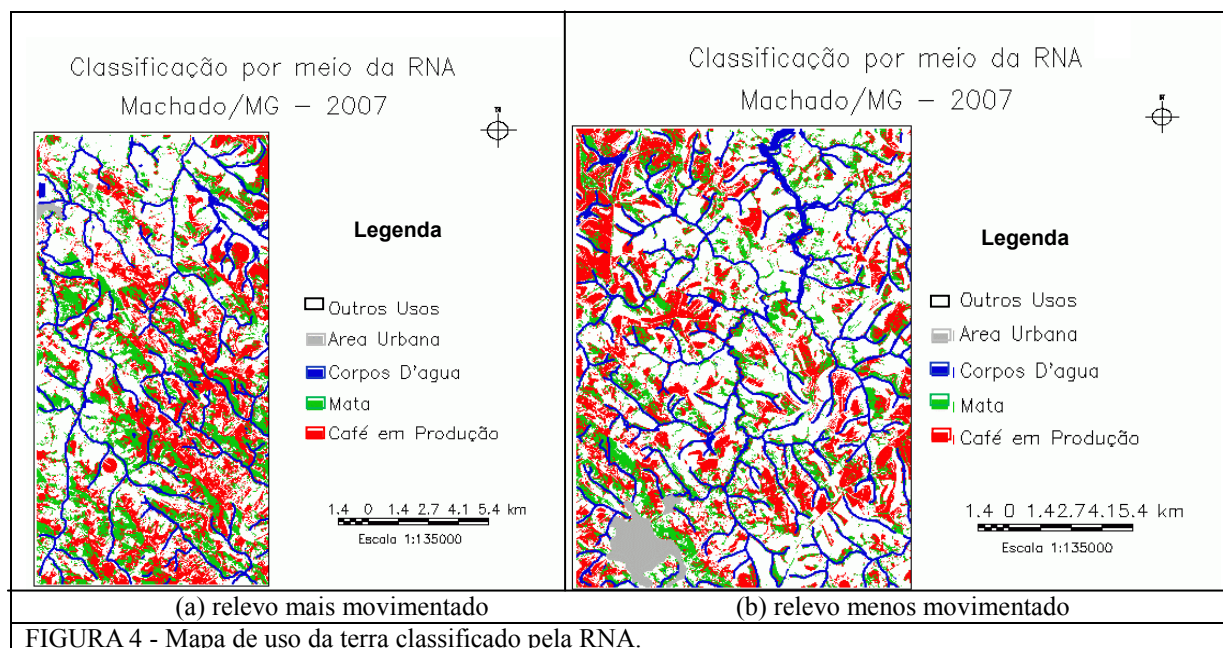 Classificação por meio da RNA
Machado/MG – 2007
Legenda
Outros Usos
Area Urbana
Corpos D'agua
Mata
Café em Produção
1.4 0 1.4 2.7 4.1 5.4 km
Escala 1:135000
(a) relevo mais movimentado
Classificação por meio da RNA
Machado/MG – 2007
Legenda
Outros Usos
Area Urbana
Corpos D'agua
Mata
Café em Produção
1.4 0 1.42.74.15.4 km
Escala 1:135000
(b) relevo menos movimentado
FIGURA 4 - Mapa de uso da terra classificado pela RNA.